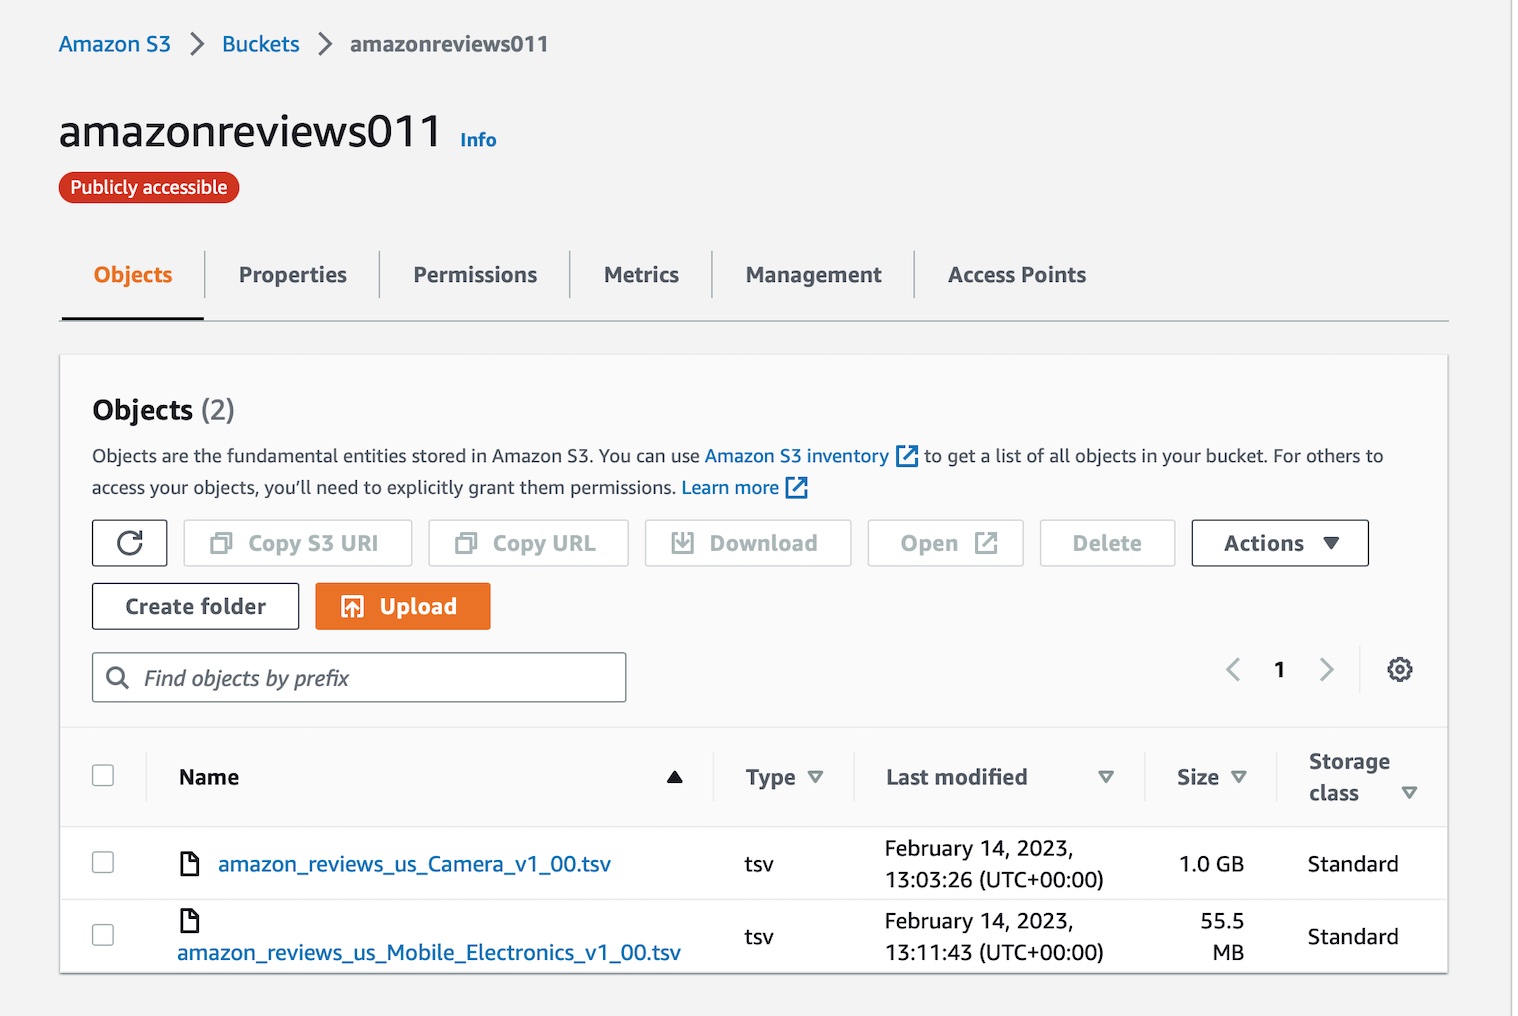 Amazon S3 > Buckets > amazonreviews011
amazonreviews011 Info
Publicly accessible
Objects Properties Permissions Metrics Management Access Points
Objects (2)
Objects are the fundamental entities stored in Amazon S3. You can use Amazon S3 inventory to get a list of all objects in your bucket. For others to
access your objects, you’ll need to explicitly grant them permissions. Learn more
Copy S3 URI Copy URL Download Open Delete Actions
Create folder Upload
Find objects by prefix
1
Name Type Last modified Size Storage
class
amazon_reviews_us_Camera_v1_00.tsv tsv February 14, 2023, 1.0 GB Standard
13:03:26 (UTC+00:00)
amazon_reviews_us_Mobile_Electronics_v1_00.tsv tsv February 14, 2023, 55.5 Standard
13:11:43 (UTC+00:00) MB